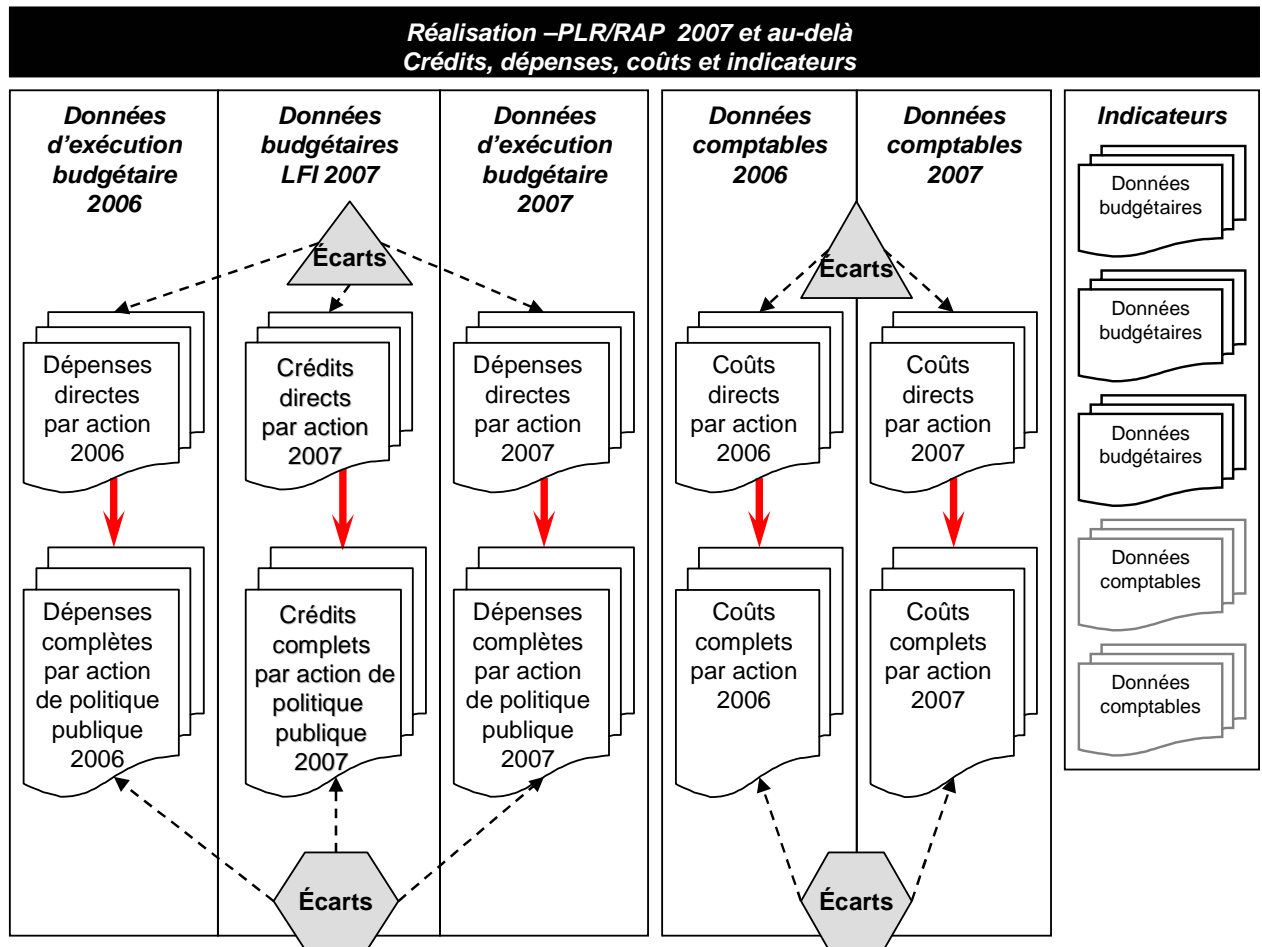 Réalisation –PLR/RAP 2007 et au-delà
Crédits, dépenses, coûts et indicateurs
Données
d'exécution
budgétaire
2006
Données
budgétaires
LFI 2007
Données
d'exécution
budgétaire
2007
Données
comptables
2006
Données
comptables
2007
Indicateurs
Écarts
Écarts
Dépenses
directes
par action
2006
Crédits
directs
par action
2007
Dépenses
directes
par action
2007
Coûts
directs
par action
2006
Coûts
directs
par action
2007
Dépenses
complètes
par action
de politique
publique
2006
Crédits
complets
par action de
politique
publique
2007
Dépenses
complètes
par action
de politique
publique
2007
Coûts
complets
par action
2006
Coûts
complets
par action
2007
Écarts
Écarts
Données
budgétaires
Données
budgétaires
Données
budgétaires
Données
comptables
Données
comptables